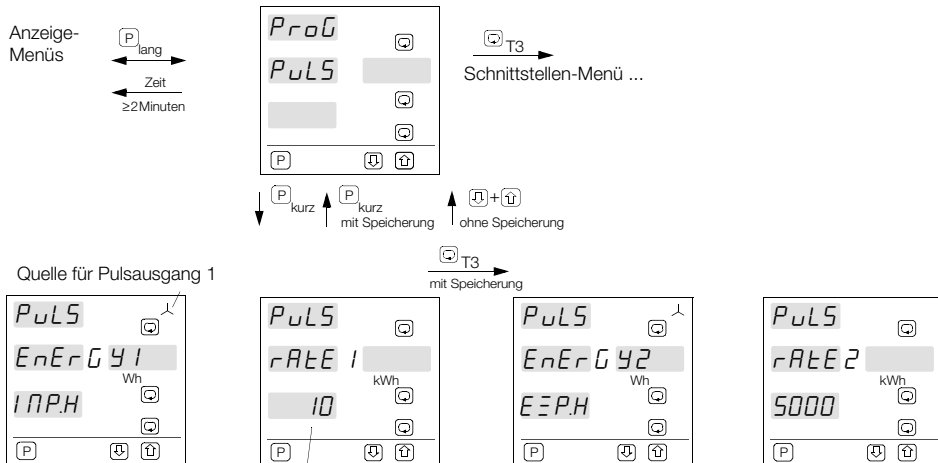 Anzeige-
Menüs
P lang
Zeit
≥2Minuten
ProG
PuLS
P
T3
Schnittstellen-Menü ...
P kurz
P kurz
mit Speicherung
+
ohne Speicherung
T3
mit Speicherung
Quelle für Pulsausgang 1
PuLS
EnErGY1
Wh
INP.H
P
PuLS
rAtE 1
kWh
10
P
PuLS
EnErGY2
Wh
EXP.H
P
PuLS
rAtE 2
kWh
5000
P